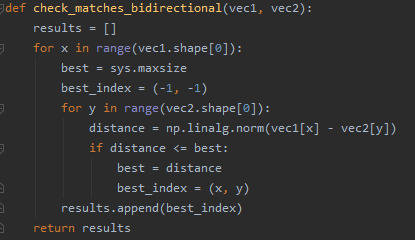 def check_matches_bidirectional(vec1, vec2):
    results = []
    for x in range(vec1.shape[0]):
        best = sys.maxsize
        best_index = (-1, -1)
        for y in range(vec2.shape[0]):
            distance = np.linalg.norm(vec1[x] - vec2[y])
            if distance <= best:
                best = distance
                best_index = (x, y)
        results.append(best_index)
    return results